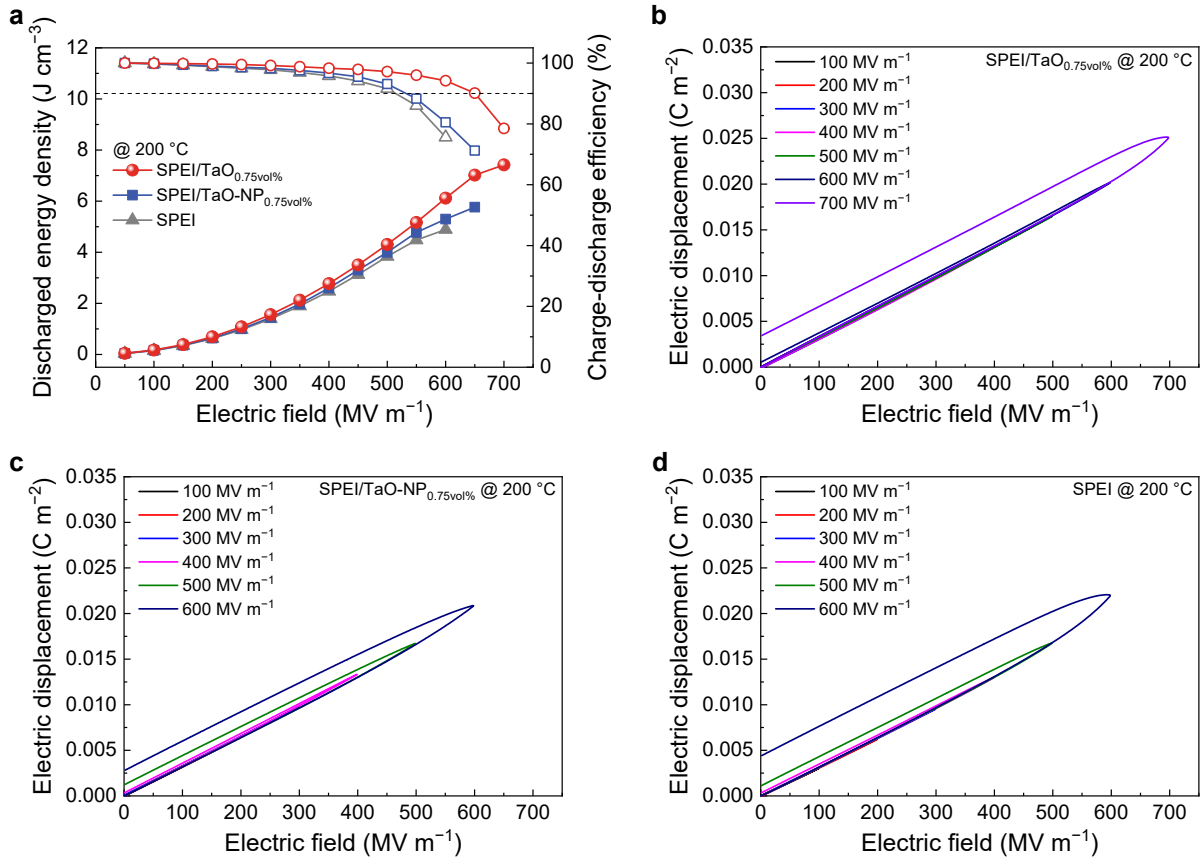 a
Discharged energy density (J cm⁻³)
12
11
10
8
6
4
2
0
@ 200 °C
SPEI/TaO₀.₇₅vol%
SPEI/TaO-NP₀.₇₅vol%
SPEI
100
80
60
40
20
0
Charge-discharge efficiency (%)
0 100 200 300 400 500 600 700
Electric field (MV m⁻¹)
b
Electric displacement (C m⁻²)
0.035
0.030
0.025
0.020
0.015
0.010
0.005
0.000
100 MV m⁻¹
200 MV m⁻¹
300 MV m⁻¹
400 MV m⁻¹
500 MV m⁻¹
600 MV m⁻¹
700 MV m⁻¹
SPEI/TaO₀.₇₅vol% @ 200 °C
0 100 200 300 400 500 600 700
Electric field (MV m⁻¹)
c
Electric displacement (C m⁻²)
0.035
0.030
0.025
0.020
0.015
0.010
0.005
0.000
100 MV m⁻¹
200 MV m⁻¹
300 MV m⁻¹
400 MV m⁻¹
500 MV m⁻¹
600 MV m⁻¹
SPEI/TaO-NP₀.₇₅vol% @ 200 °C
0 100 200 300 400 500 600 700
Electric field (MV m⁻¹)
d
Electric displacement (C m⁻²)
0.035
0.030
0.025
0.020
0.015
0.010
0.005
0.000
100 MV m⁻¹
200 MV m⁻¹
300 MV m⁻¹
400 MV m⁻¹
500 MV m⁻¹
600 MV m⁻¹
SPEI @ 200 °C
0 100 200 300 400 500 600 700
Electric field (MV m⁻¹)